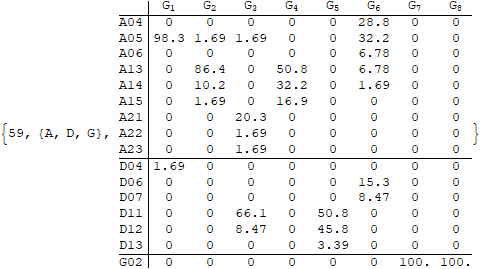 G₁ G₂ G₃ G₄ G₅ G₆ G₇ G₈
A04 0 0 0 0 0 28.8 0 0
A05 98.3 1.69 1.69 0 0 32.2 0 0
A06 0 0 0 0 0 6.78 0 0
A13 0 86.4 0 50.8 0 6.78 0 0
A14 0 10.2 0 32.2 0 1.69 0 0
A15 0 1.69 0 16.9 0 0 0 0
A21 0 0 20.3 0 0 0 0 0
{59, {A, D, G}, A22 0 0 1.69 0 0 0 0 0 }
A23 0 0 1.69 0 0 0 0 0
D04 1.69 0 0 0 0 0 0 0
D06 0 0 0 0 0 15.3 0 0
D07 0 0 0 0 0 8.47 0 0
D11 0 0 66.1 0 50.8 0 0 0
D12 0 0 8.47 0 45.8 0 0 0
D13 0 0 0 0 3.39 0 0 0
G02 0 0 0 0 0 0 100. 100.